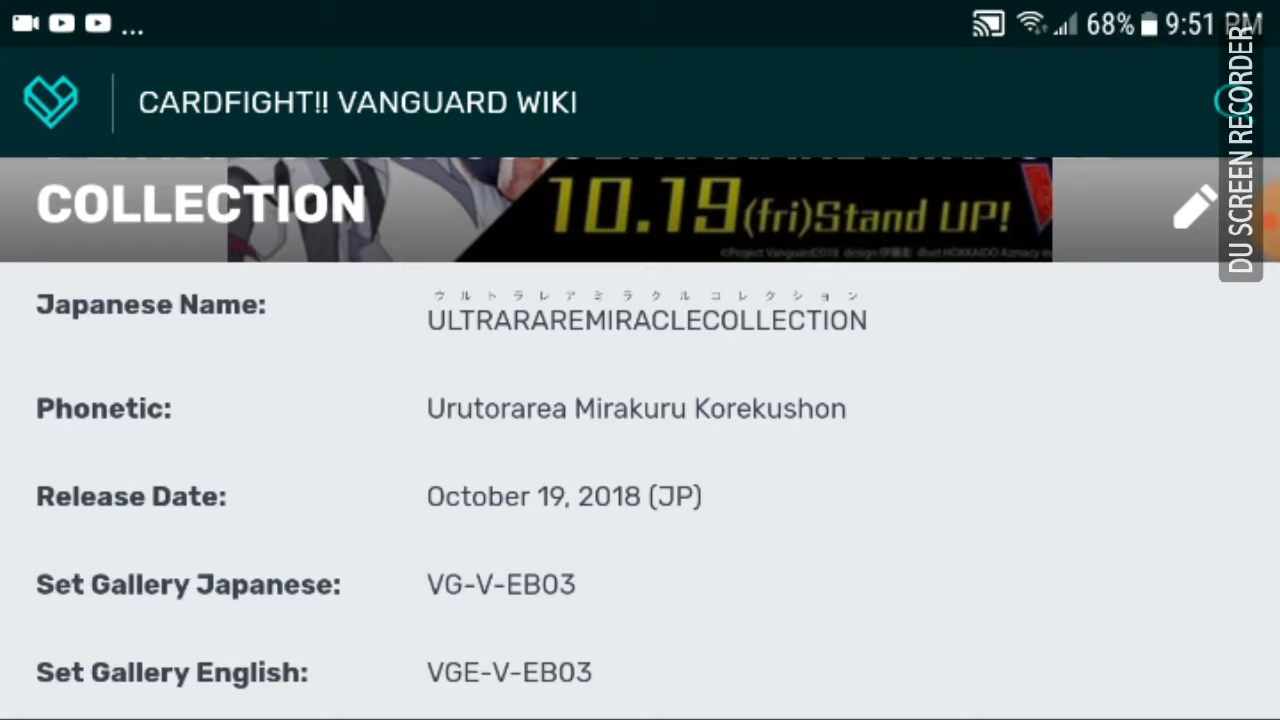 ... 68% 9:51 PM
CARDFIGHT!! VANGUARD WIKI
DU SCREEN RECORDER
COLLECTION
10.19(fri)Stand UP!
Japanese Name:
ウルトラレアミラクルコレクション
ULTRARAREMIRACLECOLLECTION
Phonetic:
Urutorarea Mirakuru Korekushon
Release Date:
October 19, 2018 (JP)
Set Gallery Japanese:
VG-V-EB03
Set Gallery English:
VGE-V-EB03